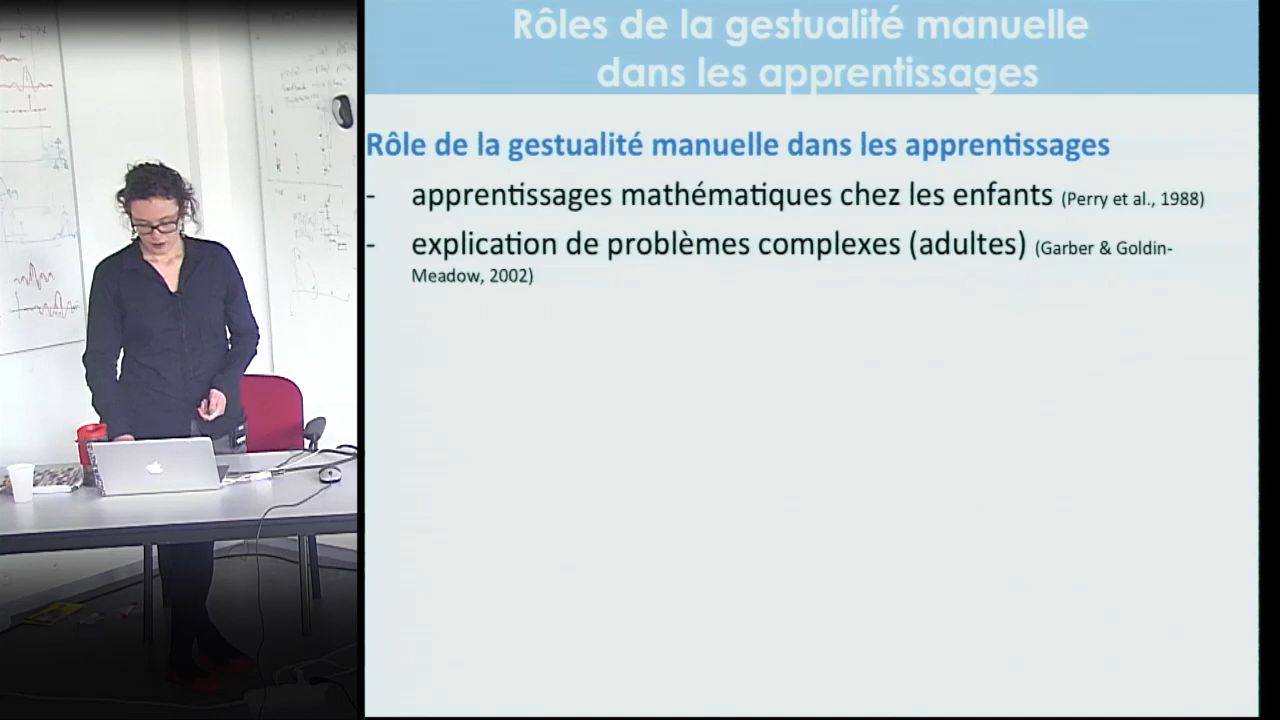 Rôles de la gestualité manuelle
dans les apprentissages
Rôle de la gestualité manuelle dans les apprentissages
- apprentissages mathématiques chez les enfants (Perry et al., 1988)
- explication de problèmes complexes (adultes) (Garber & Goldin-
Meadow, 2002)